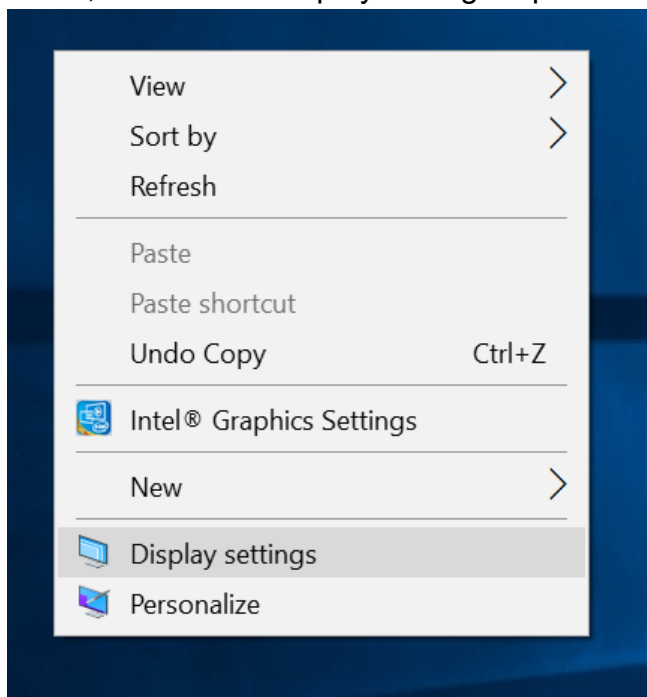 View
Sort by
Refresh
Paste
Paste shortcut
Undo Copy Ctrl+Z
Intel® Graphics Settings
New
Display settings
Personalize